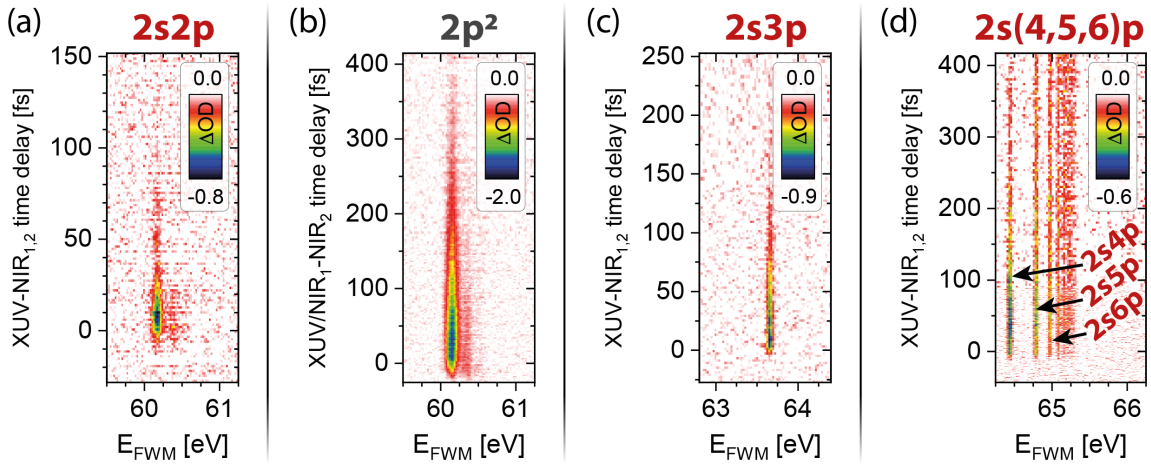 (a) 2s2p
XUV-NIR1,2 time delay [fs]
150
100
50
0
0.0
ΔOD
-0.8
60 61
EFWM [eV]
(b) 2p²
XUV/NIR1-NIR2 time delay [fs]
400
300
200
100
0
0.0
ΔOD
-2.0
60 61
EFWM [eV]
(c) 2s3p
XUV-NIR1,2 time delay [fs]
250
200
150
100
50
0
0.0
ΔOD
-0.9
63 64
EFWM [eV]
(d) 2s(4,5,6)p
XUV-NIR1,2 time delay [fs]
400
300
200
100
0
0.0
ΔOD
-0.6
2s4p
2s5p
2s6p
65 66
EFWM [eV]